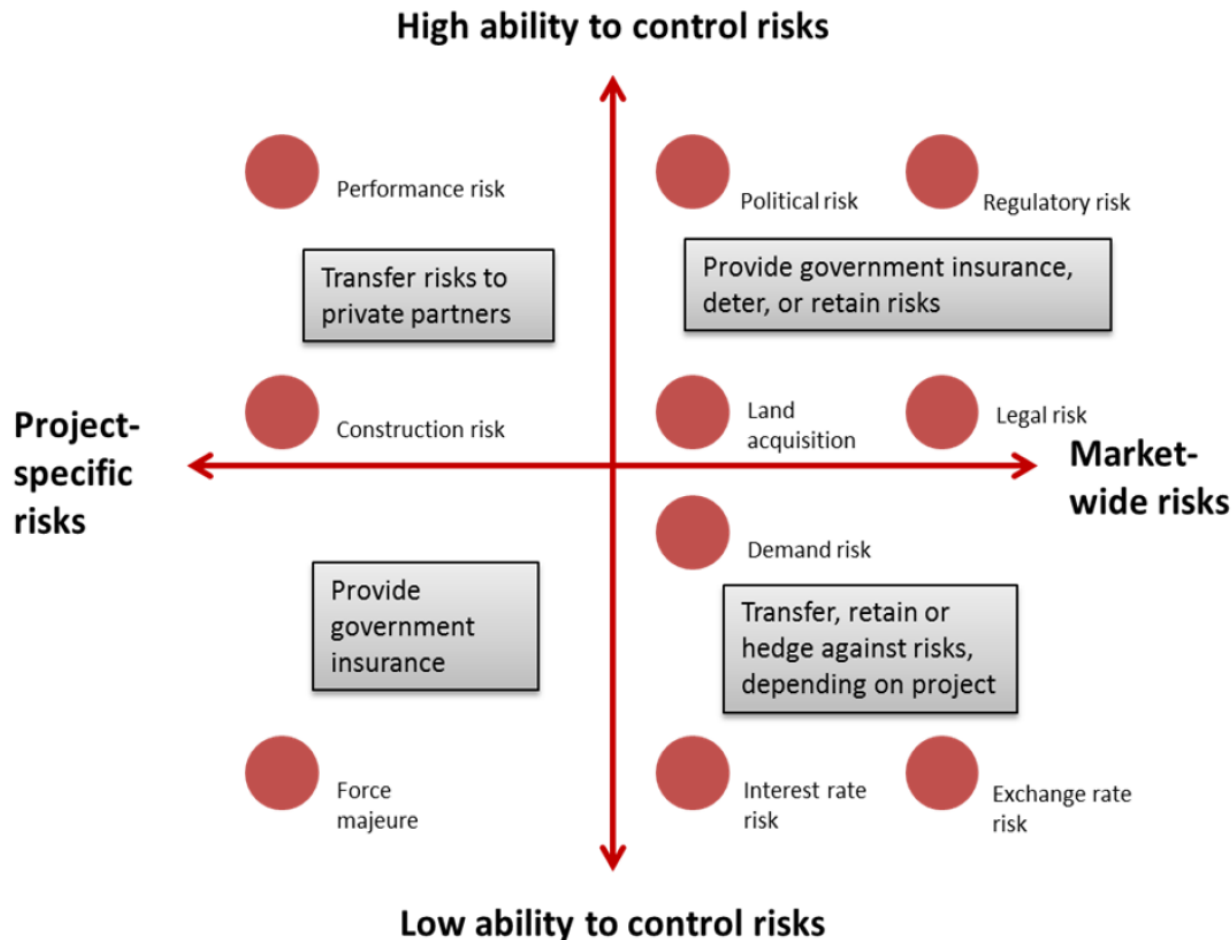 High ability to control risks
Performance risk
Political risk
Regulatory risk
Transfer risks to
private partners
Provide government insurance,
deter, or retain risks
Project-
specific
risks
Construction risk
Land
acquisition
Legal risk
Market-
wide risks
Demand risk
Provide
government
insurance
Transfer, retain or
hedge against risks,
depending on project
Force
majeure
Interest rate
risk
Exchange rate
risk
Low ability to control risks